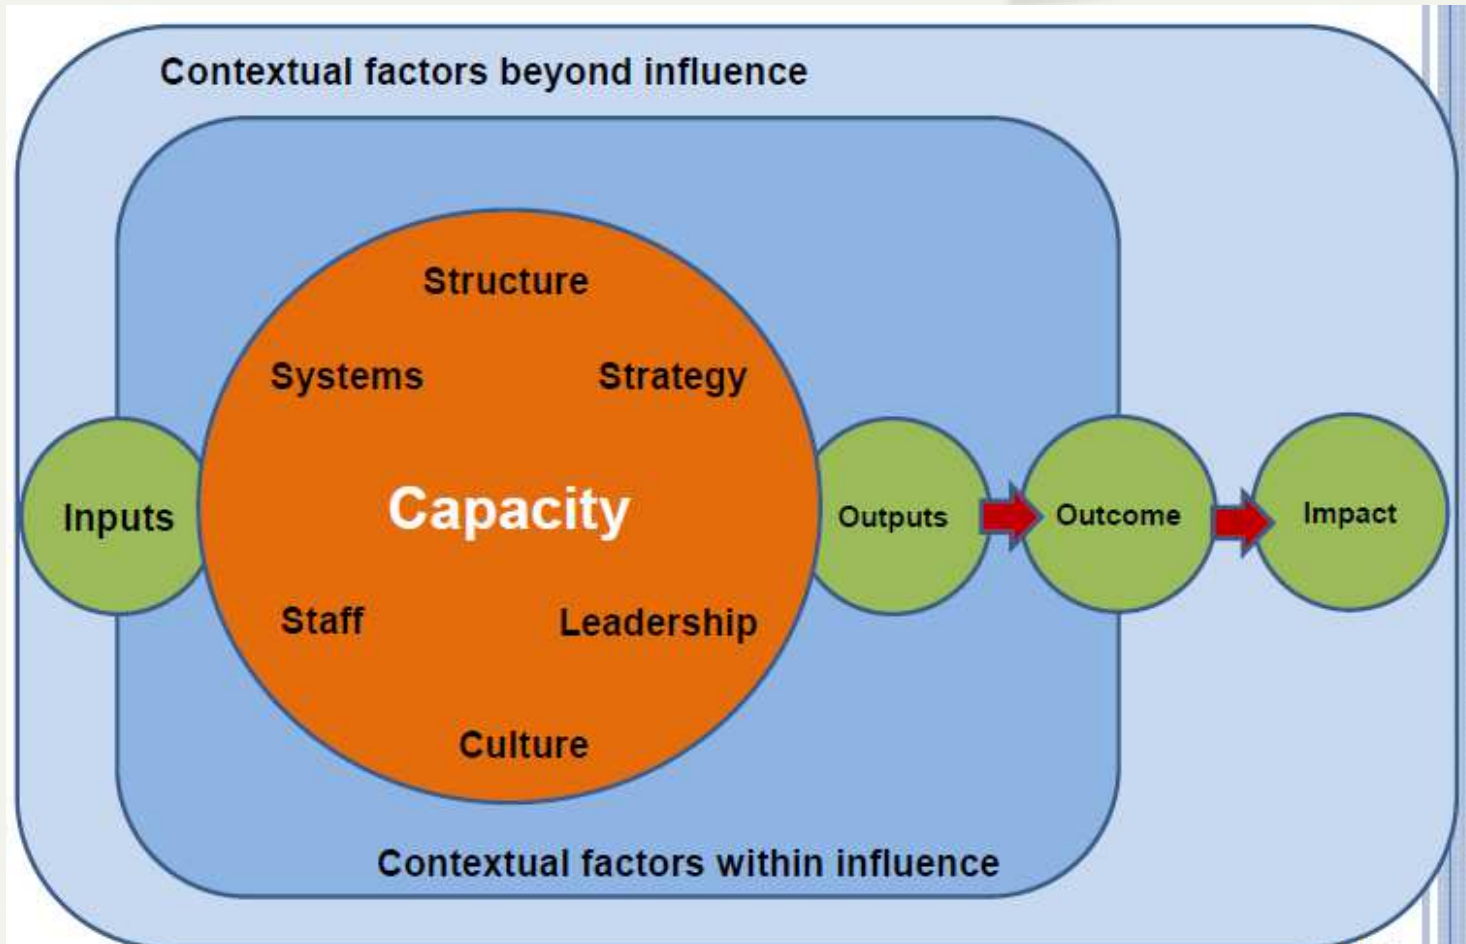 Contextual factors beyond influence
Structure
Systems
Strategy
Capacity
Inputs
Outputs
Outcome
Impact
Staff
Leadership
Culture
Contextual factors within influence